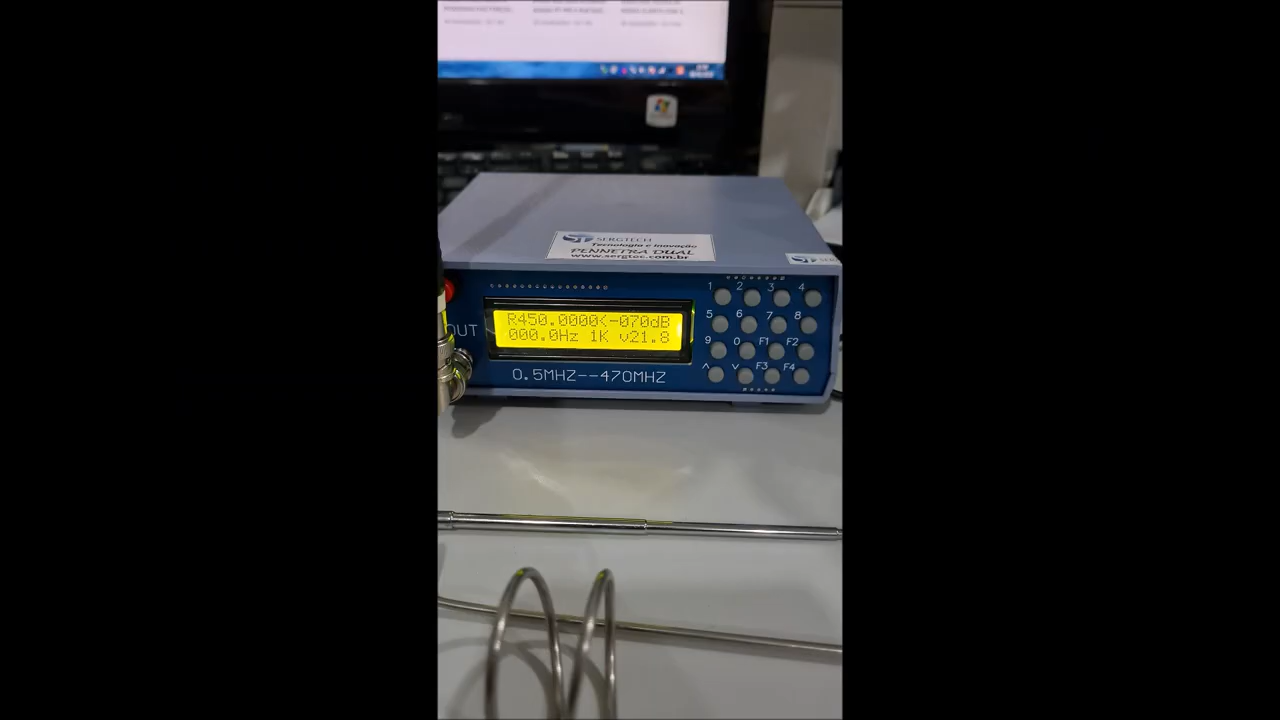 SERGTECH
Tecnologia e Inovação
PENNETRA DUAL
www.sergtec.com.br
SERG
1 2 3 4
OUT
R450.0000<-070dB
000.0Hz 1K v21.8
5 6 7 8
9 0 F1 F2
^ v F3 F4
0.5MHZ--470MHZ